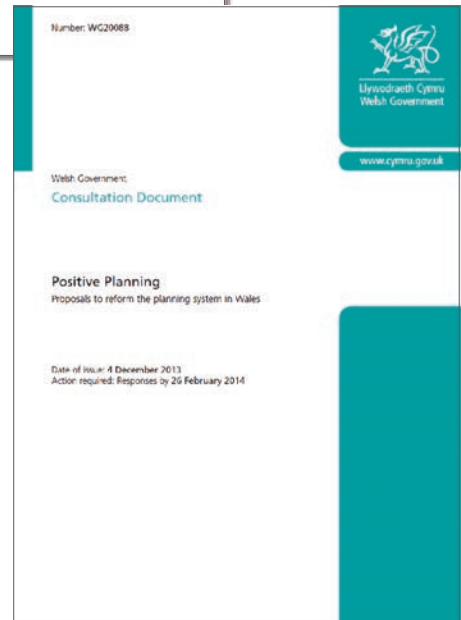 Number: WG20088
Llywodraeth Cymru
Welsh Government
www.cymru.gov.uk
Welsh Government
Consultation Document
Positive Planning
Proposals to reform the planning system in Wales
Date of issue: 4 December 2013
Action required: Responses by 26 February 2014